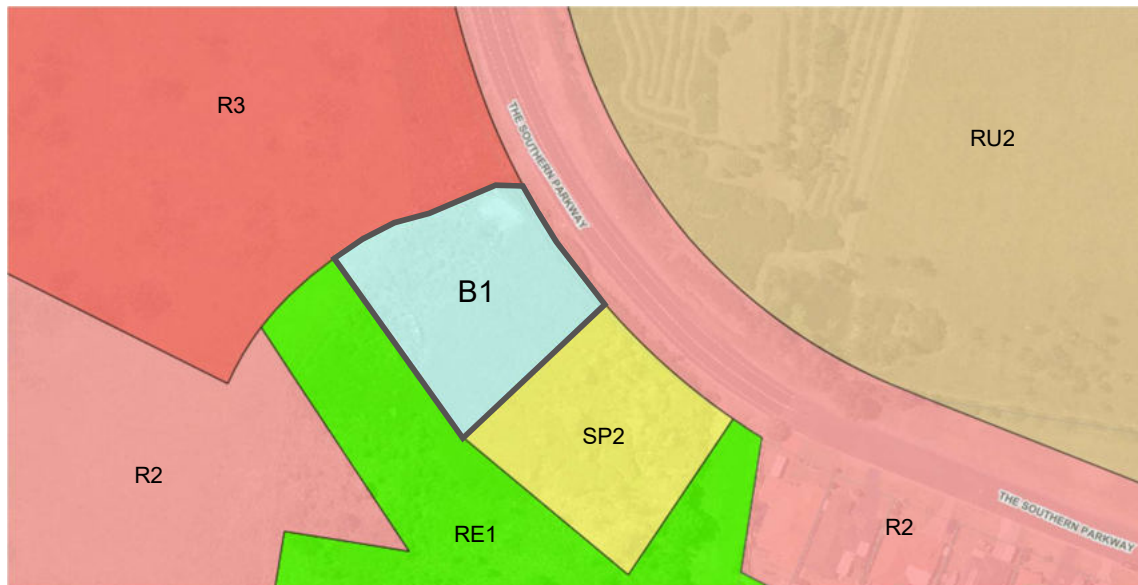 R3
THE SOUTHERN PARKWAY
RU2
B1
SP2
R2
RE1
R2
THE SOUTHERN PARKWAY